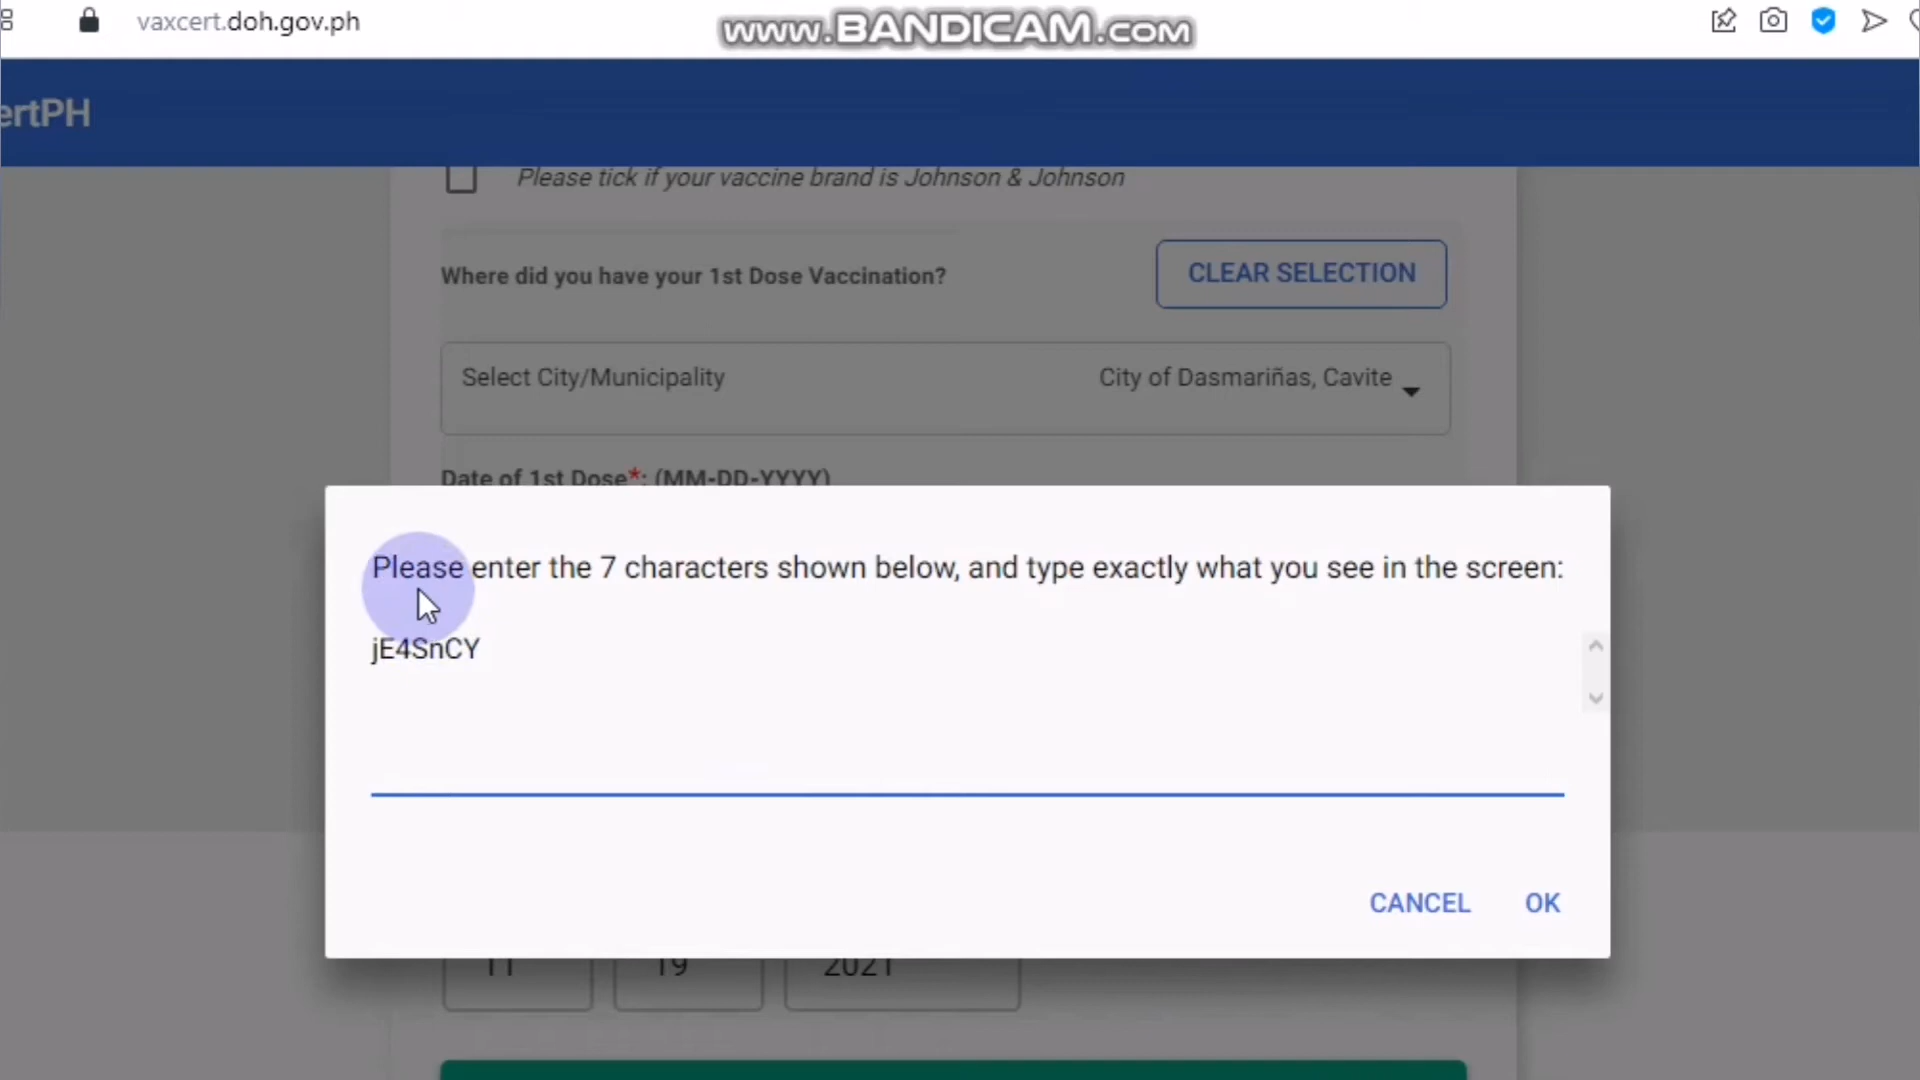 vaxcert.doh.gov.ph
www.BANDICAM.com
ertPH
Please tick if your vaccine brand is Johnson & Johnson
Where did you have your 1st Dose Vaccination?
CLEAR SELECTION
Select City/Municipality
City of Dasmariñas, Cavite
Date of 1st Dose*: (MM-DD-YYYY)
Please enter the 7 characters shown below, and type exactly what you see in the screen:
jE4SnCY
CANCEL
OK
11
19
2021